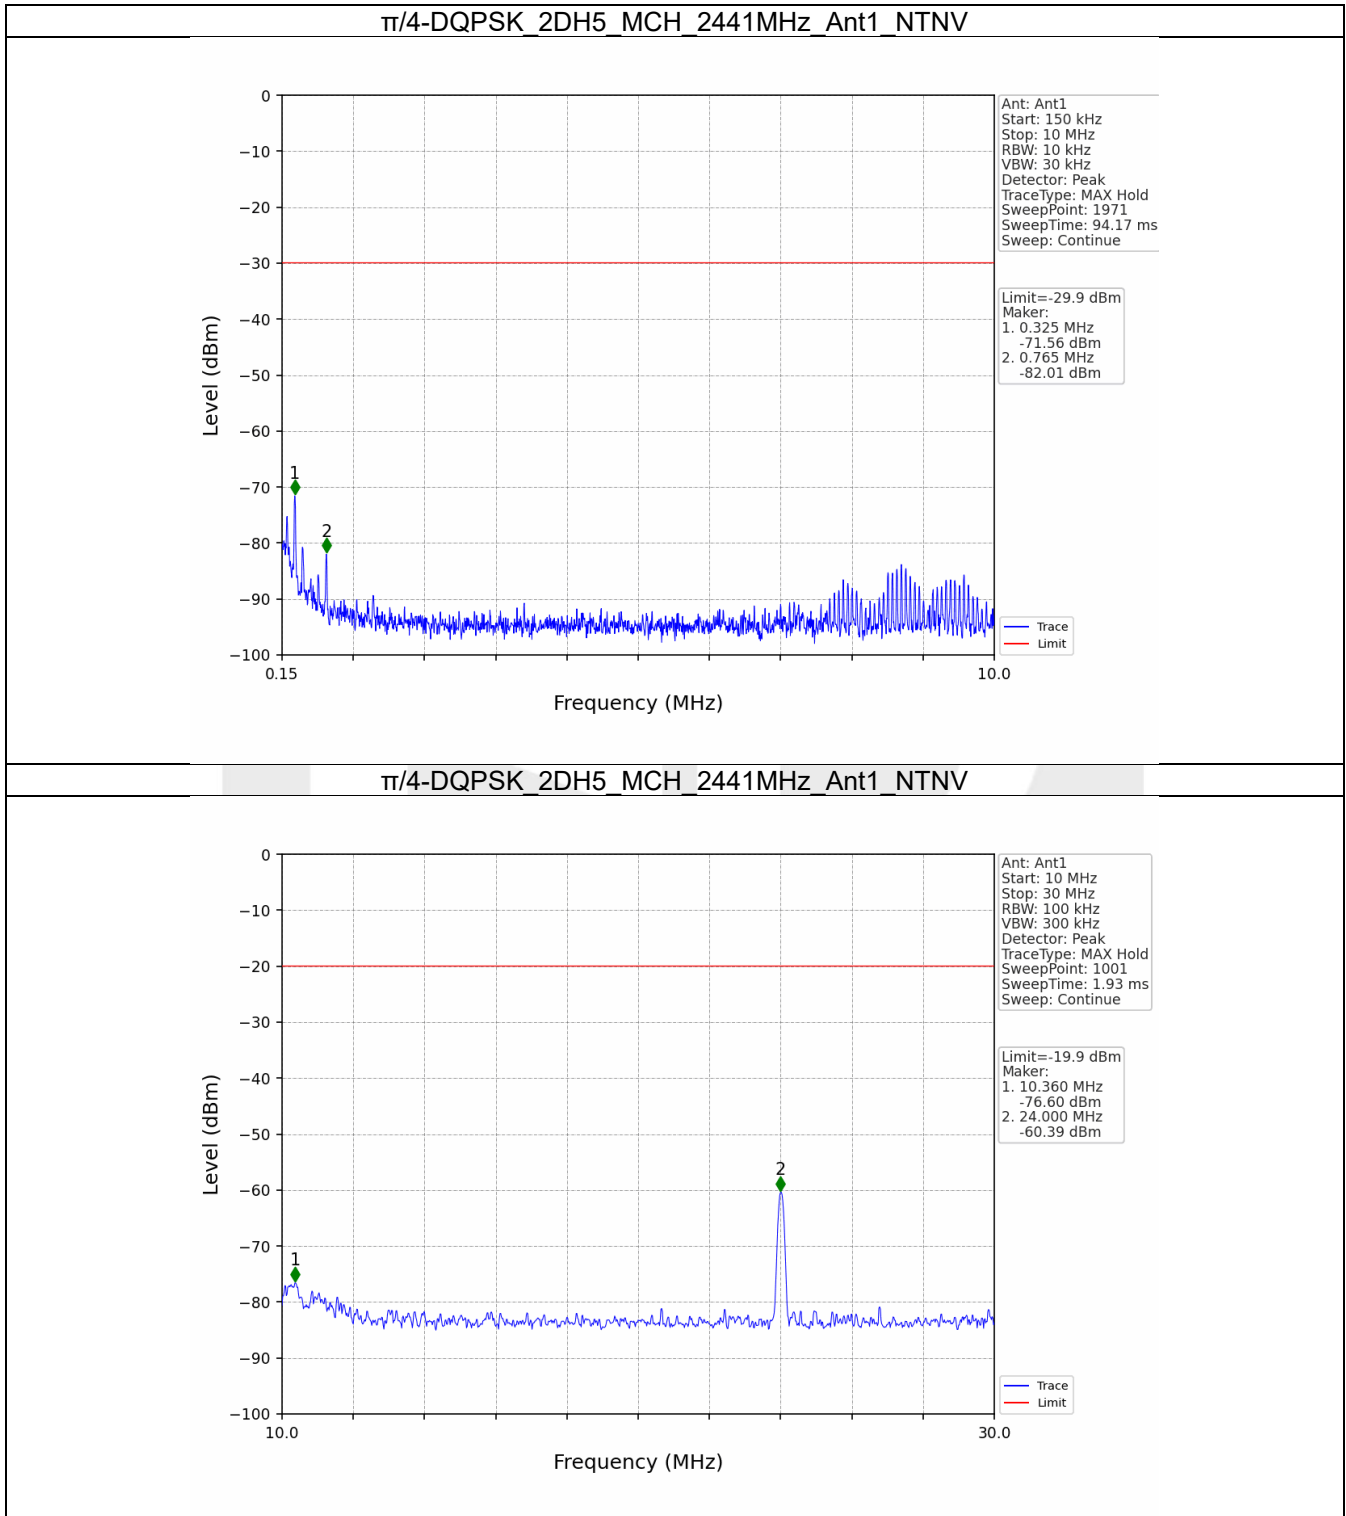 π/4-DQPSK_2DH5_MCH_2441MHz_Ant1_NTNV
0
−10
−20
−30
−40
−50
−60
−70
−80
−90
−100
Level (dBm)
1
2
0.15
10.0
Frequency (MHz)
Ant: Ant1
Start: 150 kHz
Stop: 10 MHz
RBW: 10 kHz
VBW: 30 kHz
Detector: Peak
TraceType: MAX Hold
SweepPoint: 1971
SweepTime: 94.17 ms
Sweep: Continue
Limit=-29.9 dBm
Maker:
1. 0.325 MHz
-71.56 dBm
2. 0.765 MHz
-82.01 dBm
Trace
Limit
π/4-DQPSK_2DH5_MCH_2441MHz_Ant1_NTNV
0
−10
−20
−30
−40
−50
−60
−70
−80
−90
−100
Level (dBm)
1
2
10.0
30.0
Frequency (MHz)
Ant: Ant1
Start: 10 MHz
Stop: 30 MHz
RBW: 100 kHz
VBW: 300 kHz
Detector: Peak
TraceType: MAX Hold
SweepPoint: 1001
SweepTime: 1.93 ms
Sweep: Continue
Limit=-19.9 dBm
Maker:
1. 10.360 MHz
-76.60 dBm
2. 24.000 MHz
-60.39 dBm
Trace
Limit